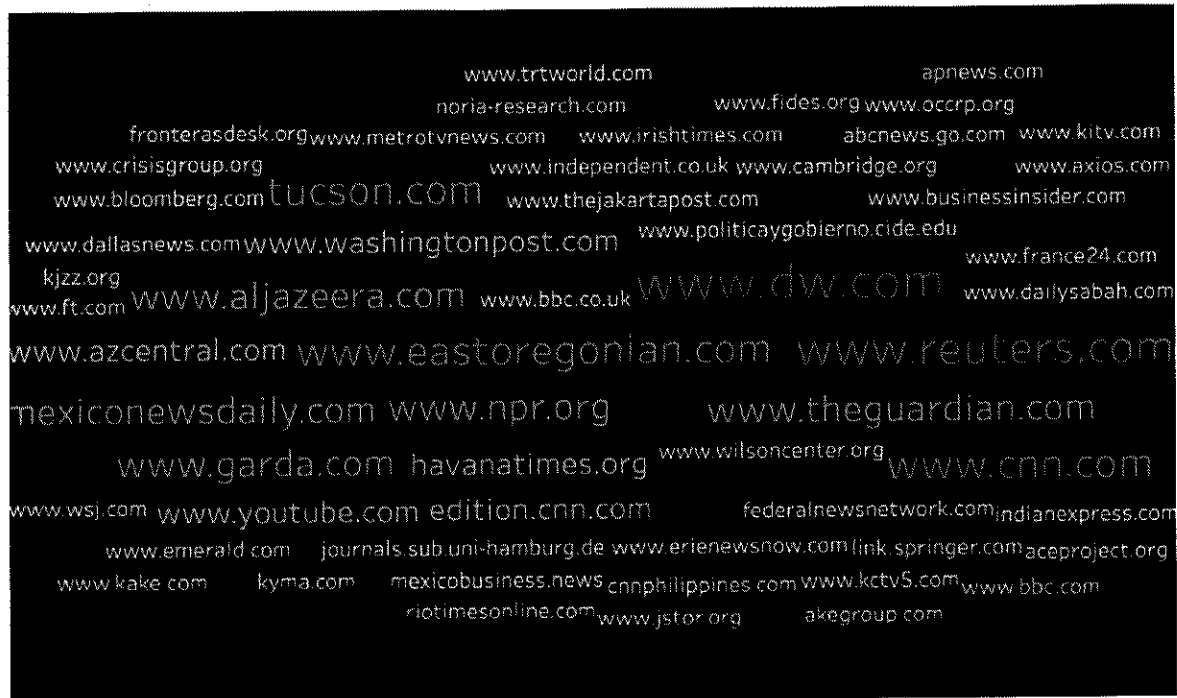 www.trtworld.com apnews.com
noria-research.com www.fides.org www.occrp.org
fronterasdesk.org www.metrotvnews.com www.irishtimes.com abcnews.go.com www.kitv.com
www.crisisgroup.org www.independent.co.uk www.cambridge.org www.axios.com
www.bloomberg.com tucson.com www.thejakartapost.com www.businessinsider.com
www.dallasnews.com www.washingtonpost.com www.politicaygobierno.cide.edu
kjzz.org www.france24.com
www.ft.com www.aljazeera.com www.bbc.co.uk www.dw.com www.dailysabah.com
www.azcentral.com www.eastoregonian.com www.reuters.com
mexiconewsdaily.com www.npr.org www.theguardian.com
www.garda.com havanatimes.org www.wilsoncenter.org www.cnn.com
www.wsj.com www.youtube.com edition.cnn.com federalnewsnetwork.com indianexpress.com
www.emerald.com journals.sub.uni-hamburg.de www.erienewsnow.com link.springer.com aceproject.org
www.kake.com kyma.com mexicobusiness.news cnnphilippines.com www.kctv5.com www.bbc.com
riotimesonline.com www.jstor.org akegroup.com